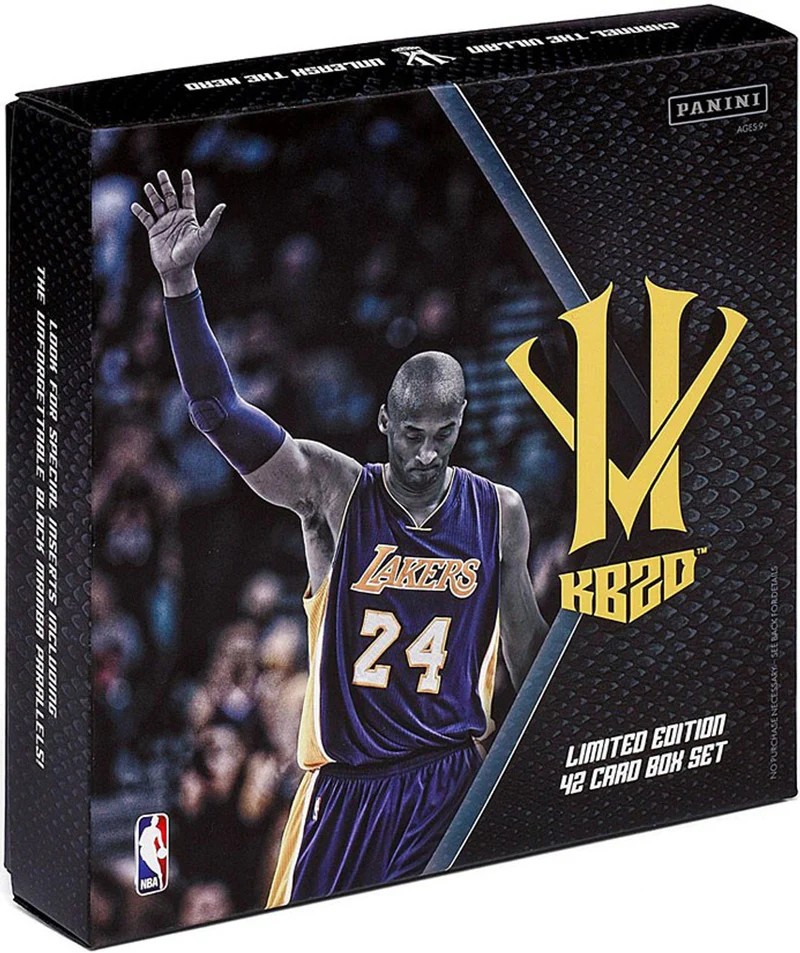 UNLEASH THE HERO
CHANNEL THE VILLAIN
PANINI
AGES 9+
LOOK FOR SPECIAL INSERTS INCLUDING
THE UNFORGETTABLE BLACK MAMBA PARALLELS!
LAKERS
24
KB20™
LIMITED EDITION
42 CARD BOX SET
NO PURCHASE NECESSARY - SEE BACK FOR DETAILS
NBA